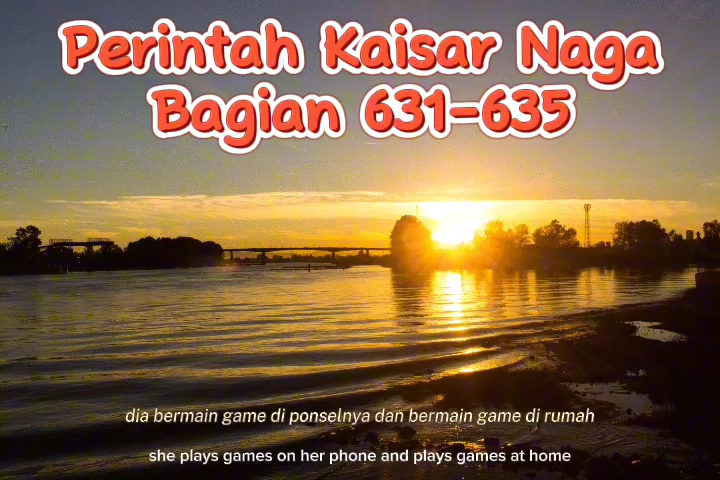 Perintah Kaisar Naga
Bagian 631-635
dia bermain game di ponselnya dan bermain game di rumah
she plays games on her phone and plays games at home